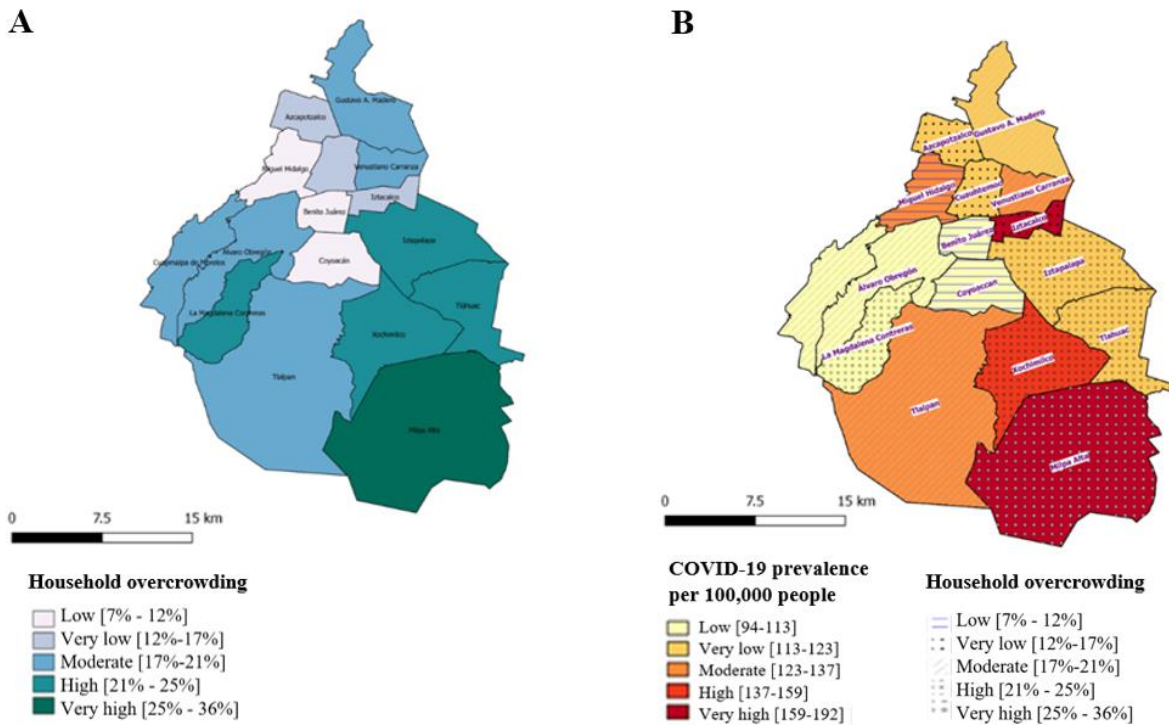 A
Gustavo A. Madero
Azcapotzalco
Miguel Hidalgo
Venustiano Carranza
Iztacalco
Benito Juárez
Iztapalapa
Coyoacán
Álvaro Obregón
Cuajimalpa de Morelos
Tláhuac
La Magdalena Contreras
Xochimilco
Tlalpan
Milpa Alta
0 7.5 15 km
Household overcrowding
Low [7% - 12%]
Very low [12%-17%]
Moderate [17%-21%]
High [21% - 25%]
Very high [25% - 36%]
B
Gustavo A. Madero
Azcapotzalco
Miguel Hidalgo
Cuauhtemoc
Venustiano Carranza
Iztacalco
Benito Juárez
Iztapalapa
Álvaro Obregón
Coyoaccan
Tlahuac
La Magdalena Contreras
Xochimilco
Tlalpan
Milpa Alta
0 7.5 15 km
COVID-19 prevalence
per 100,000 people
Low [94-113]
Very low [113-123]
Moderate [123-137]
High [137-159]
Very high [159-192]
Household overcrowding
Low [7% - 12%]
Very low [12%-17%]
Moderate [17%-21%]
High [21% - 25%]
Very high [25% - 36%]